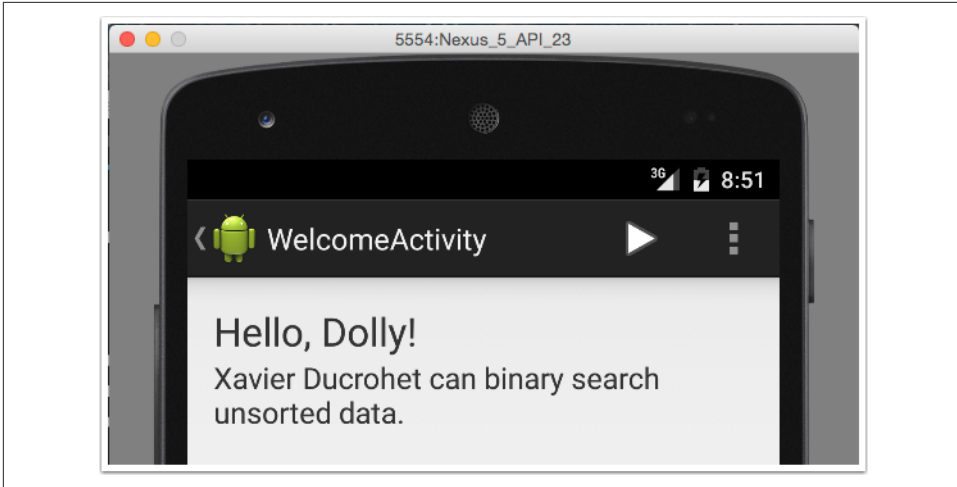 5554:Nexus_5_API_23
3G 8:51
WelcomeActivity
Hello, Dolly!
Xavier Ducrohet can binary search
unsorted data.